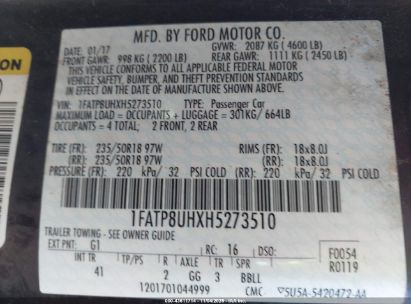 MFD. BY FORD MOTOR CO.
DATE: 01/17 GVWR: 2087 KG ( 4600 LB)
FRONT GAWR: 998 KG ( 2200 LB) REAR GAWR: 1111 KG ( 2450 LB)
THIS VEHICLE CONFORMS TO ALL APPLICABLE FEDERAL MOTOR
VEHICLE SAFETY, BUMPER, AND THEFT PREVENTION STANDARDS
IN EFFECT ON THE DATE OF MANUFACTURE SHOWN ABOVE.
VIN: 1FATP8UHXH5273510 TYPE: Passenger Car
MAXIMUM LOAD = OCCUPANTS + LUGGAGE = 301KG/ 664LB
OCCUPANTS = 4 TOTAL; 2 FRONT, 2 REAR
TIRE (FR): 235/50R18 97W RIMS (FR): 18x8.0J
(RR): 235/50R18 97W (RR): 18x8.0J
PRESSURE (FR): 220 kPa/ 32 PSI COLD (RR): 220 kPa/ 32 PSI COLD
1FATP8UHXH5273510
TRAILER TOWING - SEE OWNER GUIDE
EXT PNT: G1 RC: 16 DSO: F0054
R0119
INT TR TP/PS R AXLE TR SPR
41 2 GG 3 BBLL
1201701044999 CMC